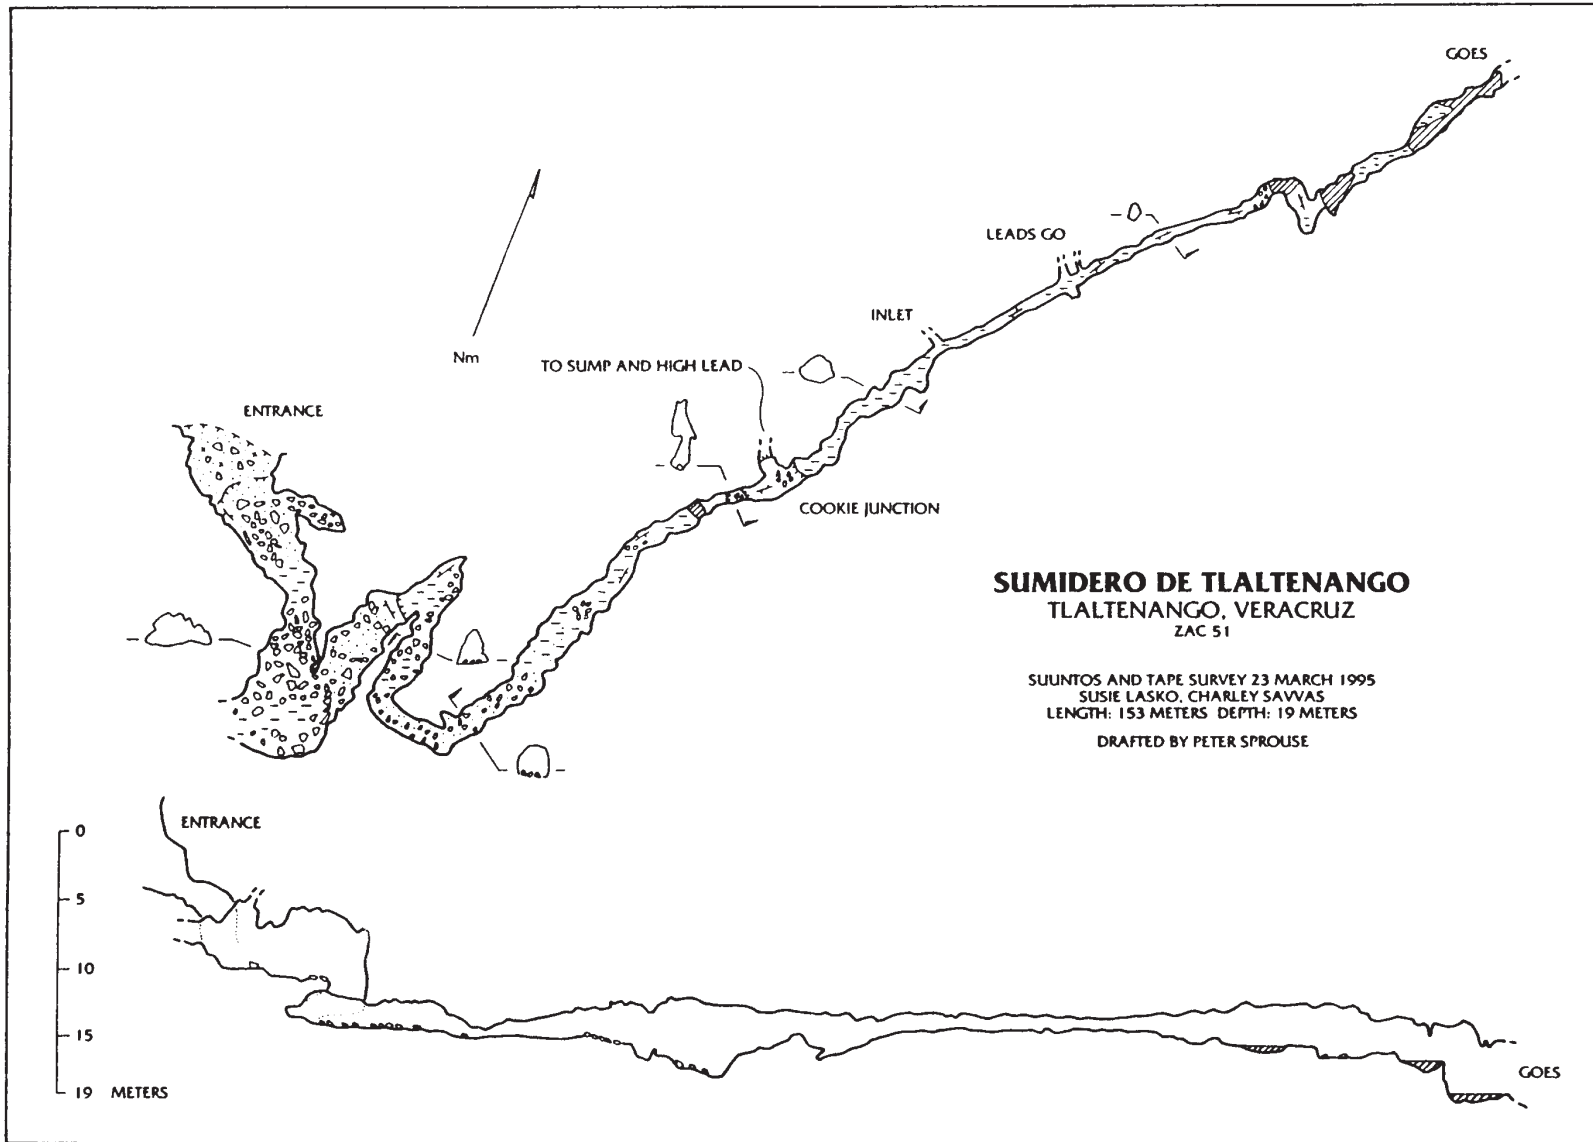 GOES
LEADS GO
INLET
Nm
TO SUMP AND HIGH LEAD
ENTRANCE
COOKIE JUNCTION
SUMIDERO DE TLALTENANGO
TLALTENANGO, VERACRUZ
ZAC 51
SUUNTOS AND TAPE SURVEY 23 MARCH 1995
SUSIE LASKO, CHARLEY SAVVAS
LENGTH: 153 METERS DEPTH: 19 METERS
DRAFTED BY PETER SPROUSE
ENTRANCE
0
5
10
15
19 METERS
GOES